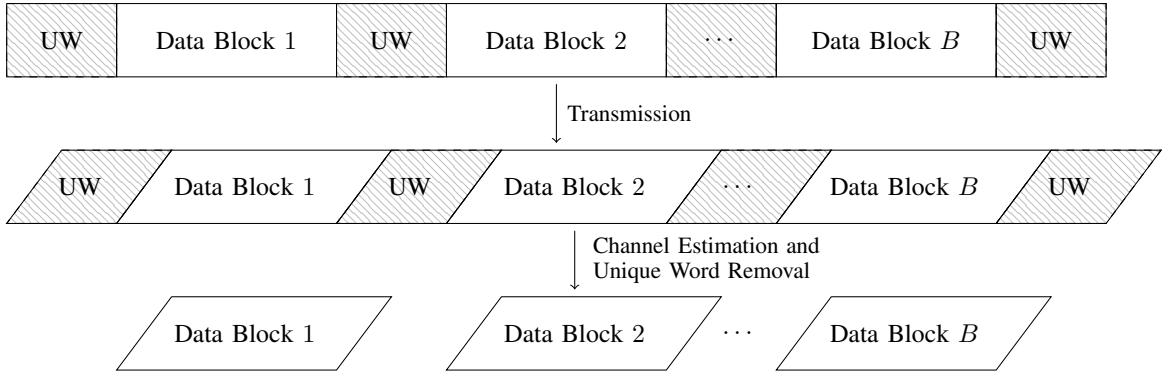 UW Data Block 1 UW Data Block 2 ··· Data Block B UW
Transmission
UW Data Block 1 UW Data Block 2 ··· Data Block B UW
Channel Estimation and
Unique Word Removal
Data Block 1 Data Block 2 ··· Data Block B